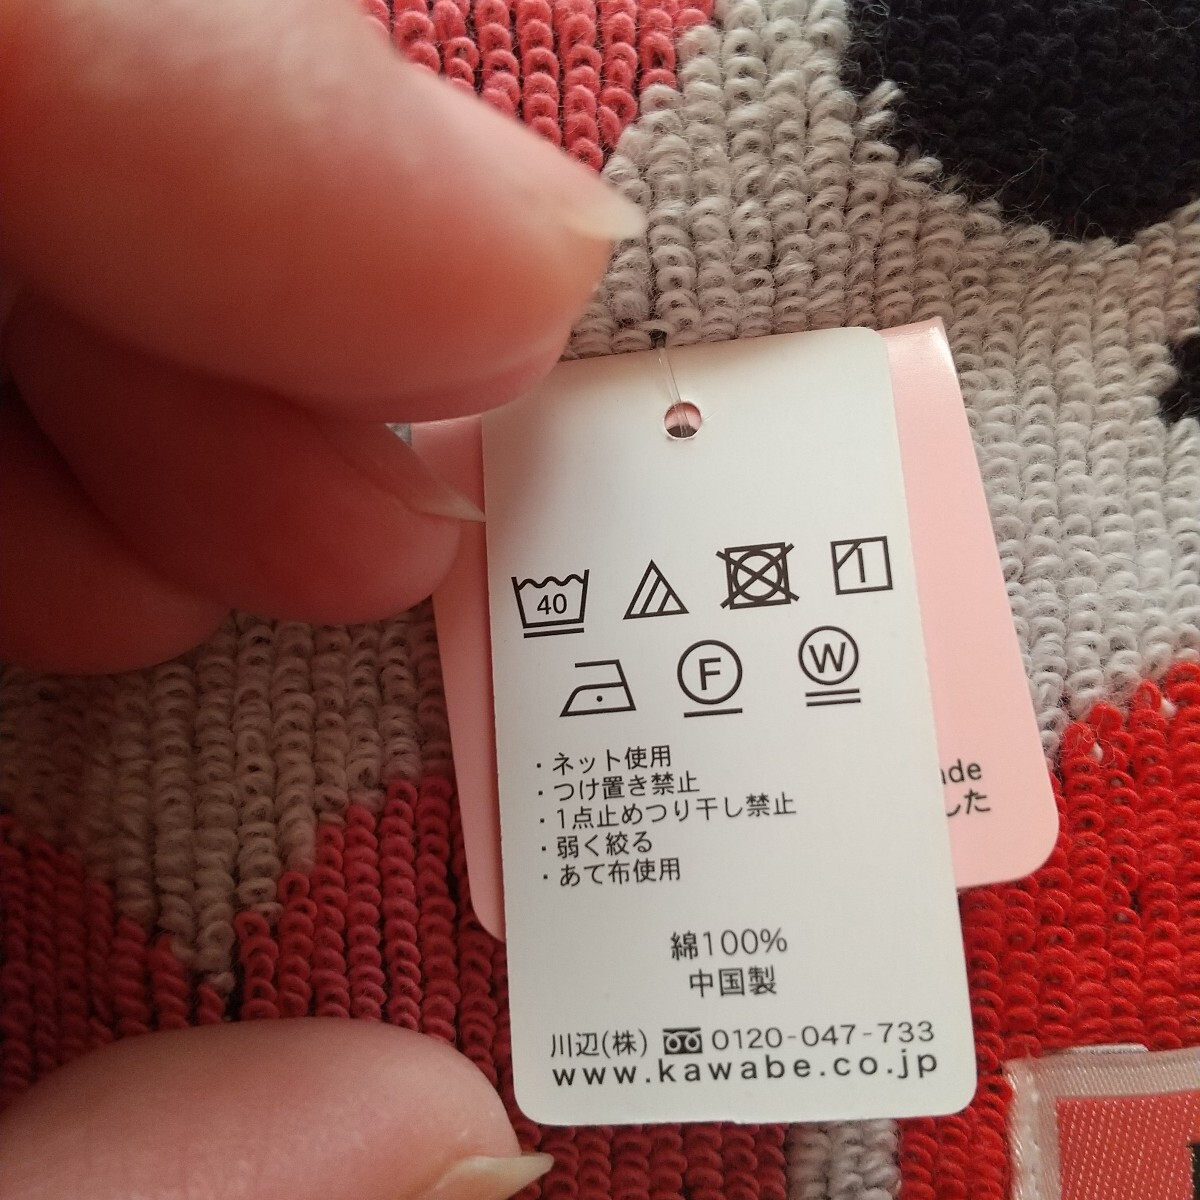 40
F W
・ネット使用
・つけ置き禁止
・1点止めつり干し禁止
・弱く絞る
・あて布使用
綿100%
中国製
川辺(株) 0120-047-733
www.kawabe.co.jp
ade
した